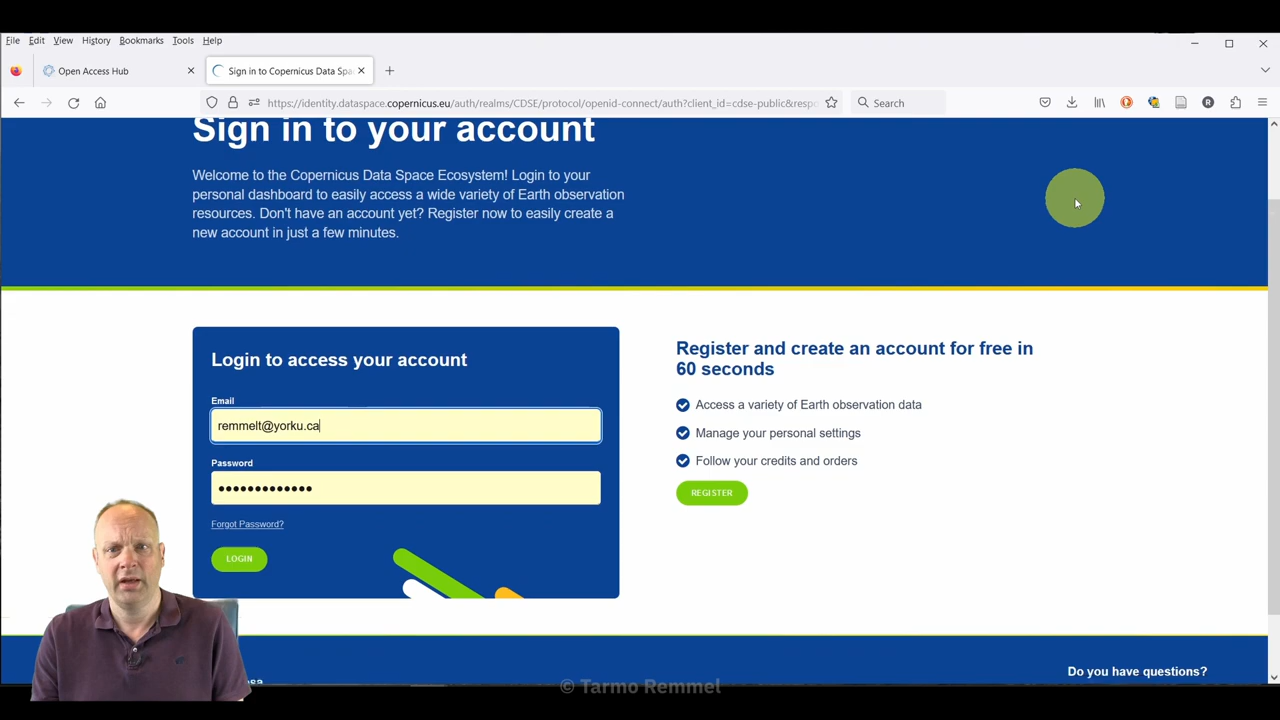 File Edit View History Bookmarks Tools Help
Open Access Hub
Sign in to Copernicus Data Spa
https://identity.dataspace.copernicus.eu/auth/realms/CDSE/protocol/openid-connect/auth?client_id=cdse-public&resp
Search
Sign in to your account
Welcome to the Copernicus Data Space Ecosystem! Login to your
personal dashboard to easily access a wide variety of Earth observation
resources. Don't have an account yet? Register now to easily create a
new account in just a few minutes.
Login to access your account
Email
remmelt@yorku.ca
Password
Forgot Password?
LOGIN
Register and create an account for free in
60 seconds
Access a variety of Earth observation data
Manage your personal settings
Follow your credits and orders
REGISTER
Do you have questions?
© Tarmo Remmel